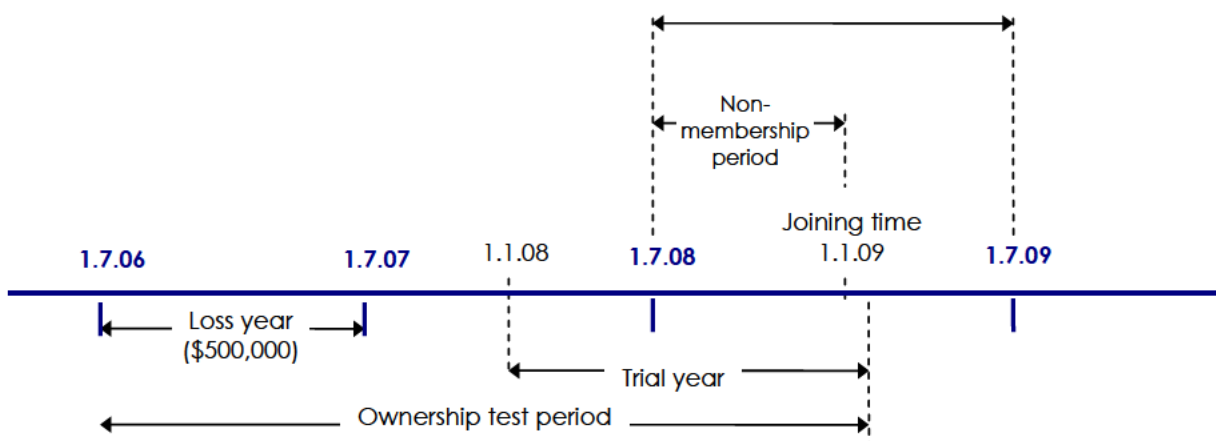 Non-
membership
period
Joining time
1.7.06
1.7.07
1.1.08
1.7.08
1.1.09
1.7.09
Loss year
($500,000)
Trial year
Ownership test period